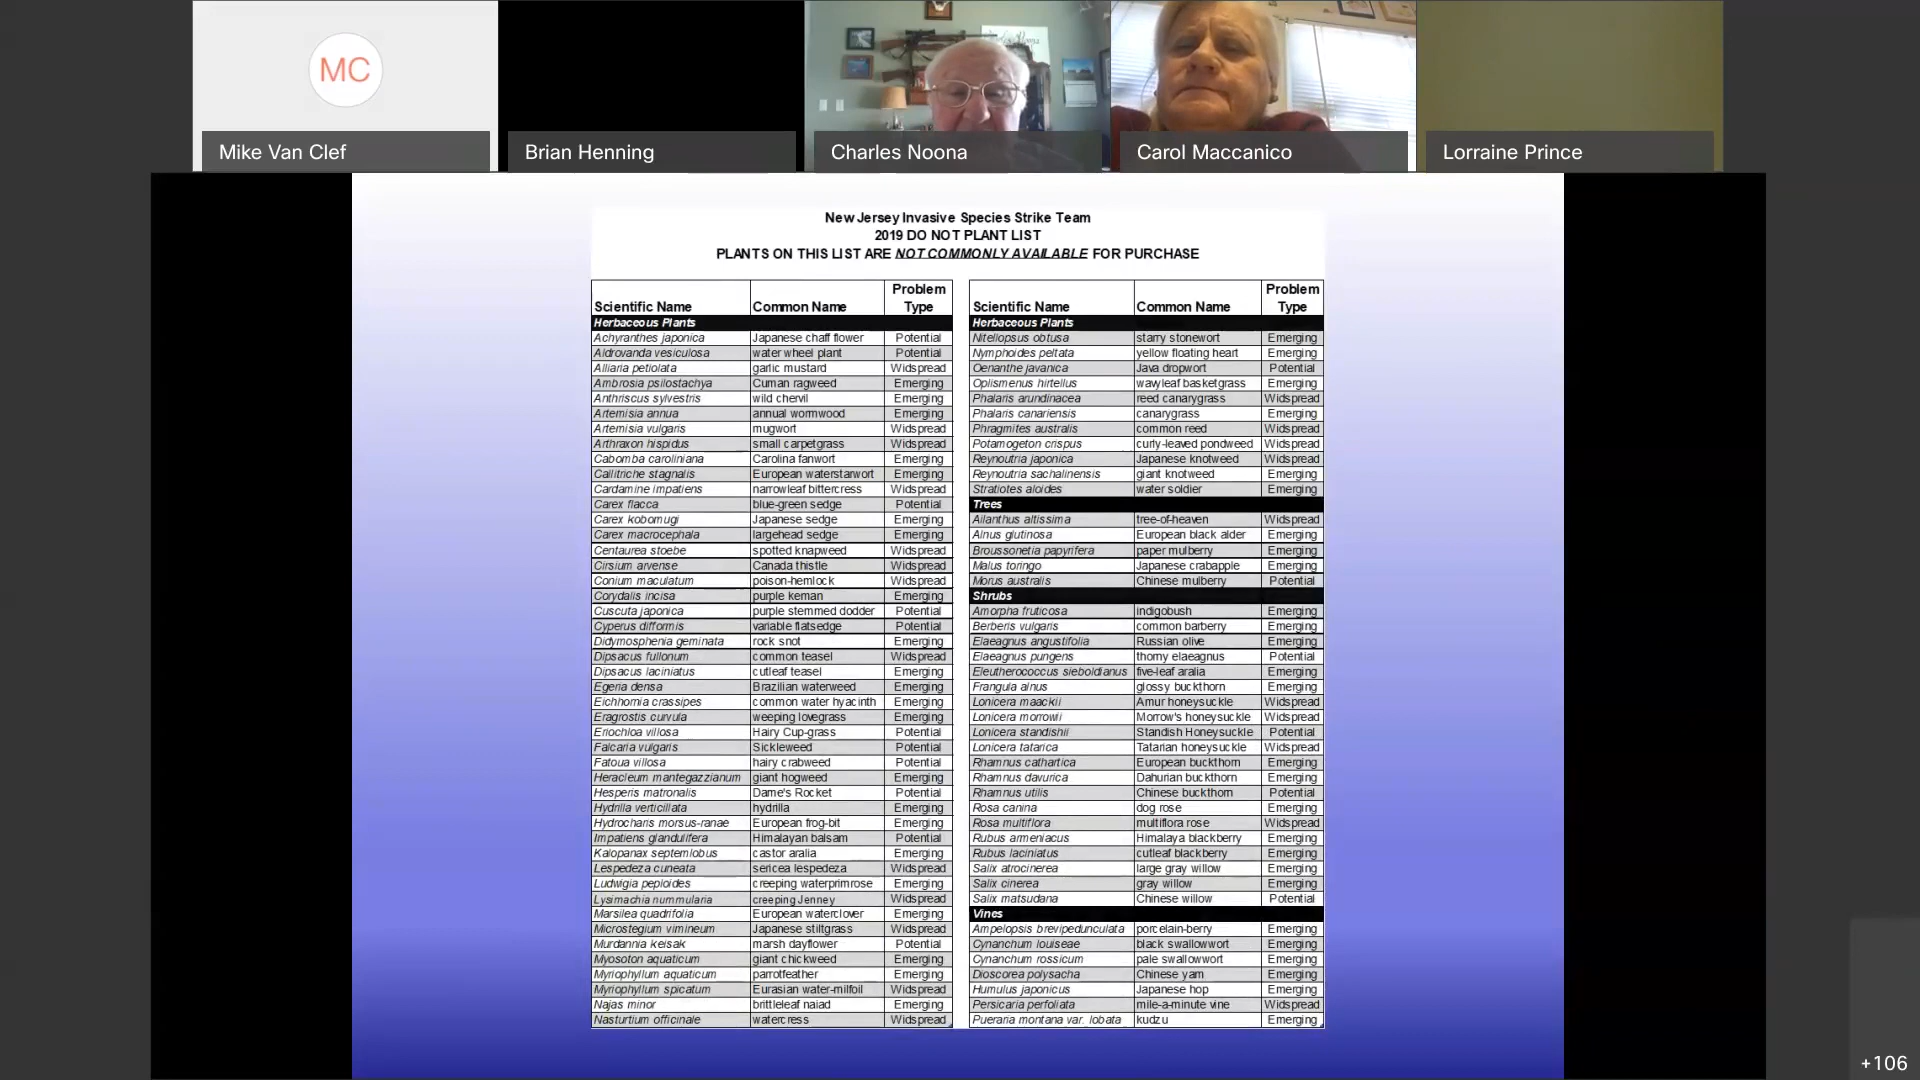 MC
Mike Van Clef
Brian Henning
Charles Noona
Carol Maccanico
Lorraine Prince
New Jersey Invasive Species Strike Team
2019 DO NOT PLANT LIST
PLANTS ON THIS LIST ARE NOT COMMONLY AVAILABLE FOR PURCHASE
Scientific Name Common Name Problem Type
Herbaceous Plants
Achyranthes japonica Japanese chaff flower Potential
Aldrovanda vesiculosa water wheel plant Potential
Alliaria petiolata garlic mustard Widspread
Ambrosia psilostachya Cuman ragweed Emerging
Anthriscus sylvestris wild chervil Emerging
Artemisia annua annual wormwood Emerging
Artemisia vulgaris mugwort Widspread
Arthraxon hispidus small carpetgrass Widspread
Cabomba caroliniana Carolina fanwort Emerging
Callitriche stagnalis European waterstarwort Emerging
Cardamine impatiens narrowleaf bittercress Widspread
Carex flacca blue-green sedge Potential
Carex kobomugi Japanese sedge Emerging
Carex macrocephala largehead sedge Emerging
Centaurea stoebe spotted knapweed Widspread
Cirsium arvense Canada thistle Widspread
Conium maculatum poison-hemlock Widspread
Corydalis incisa purple keman Emerging
Cuscuta japonica purple stemmed dodder Potential
Cyperus difformis variable flatsedge Potential
Didymosphenia geminata rock snot Emerging
Dipsacus fullonum common teasel Widspread
Dipsacus laciniatus cutleaf teasel Emerging
Egeria densa Brazilian waterweed Emerging
Eichhornia crassipes common water hyacinth Emerging
Eragrostis curvula weeping lovegrass Emerging
Eriochloa villosa Hairy Cup-grass Potential
Falcaria vulgaris Sickleweed Potential
Fatoua villosa hairy crabweed Potential
Heracleum mantegazzianum giant hogweed Emerging
Hesperis matronalis Dame's Rocket Potential
Hydrilla verticillata hydrilla Emerging
Hydrocharis morsus-ranae European frog-bit Emerging
Impatiens glandulifera Himalayan balsam Potential
Kalopanax septemlobus castor aralia Emerging
Lespedeza cuneata sericea lespedeza Widspread
Ludwigia peploides creeping waterprimrose Emerging
Lysimachia nummularia creeping Jenney Widspread
Marsilea quadrifolia European waterclover Emerging
Microstegium vimineum Japanese stiltgrass Widspread
Murdannia keisak marsh dayflower Potential
Myosoton aquaticum giant chickweed Emerging
Myriophyllum aquaticum parrotfeather Emerging
Myriophyllum spicatum Eurasian water-milfoil Widspread
Najas minor brittleleaf naiad Emerging
Nasturtium officinale watercress Widspread
Scientific Name Common Name Problem Type
Herbaceous Plants
Nitellopsus obtusa starry stonewort Emerging
Nymphoides peltata yellow floating heart Emerging
Oenanthe javanica Java dropwort Potential
Oplismenus hirtellus wavyleaf basketgrass Emerging
Phalaris arundinacea reed canarygrass Widspread
Phalaris canariensis canarygrass Emerging
Phragmites australis common reed Widspread
Potamogeton crispus curly-leaved pondweed Widspread
Reynoutria japonica Japanese knotweed Widspread
Reynoutria sachalinensis giant knotweed Emerging
Stratiotes aloides water soldier Emerging
Trees
Ailanthus altissima tree-of-heaven Widspread
Alnus glutinosa European black alder Emerging
Broussonetia papyrifera paper mulberry Emerging
Malus toringo Japanese crabapple Emerging
Morus australis Chinese mulberry Potential
Shrubs
Amorpha fruticosa indigobush Emerging
Berberis vulgaris common barberry Emerging
Elaeagnus angustifolia Russian olive Emerging
Elaeagnus pungens thorny elaeagnus Potential
Eleutherococcus sieboldianus five-leaf aralia Emerging
Frangula alnus glossy buckthorn Emerging
Lonicera maackii Amur honeysuckle Widspread
Lonicera morrowii Morrow's honeysuckle Widspread
Lonicera standishii Standish Honeysuckle Potential
Lonicera tatarica Tatarian honeysuckle Widspread
Rhamnus cathartica European buckthorn Emerging
Rhamnus davurica Dahurian buckthorn Emerging
Rhamnus utilis Chinese buckthorn Potential
Rosa canina dog rose Emerging
Rosa multiflora multiflora rose Widspread
Rubus armeniacus Himalaya blackberry Emerging
Rubus laciniatus cutleaf blackberry Emerging
Salix atrocinerea large gray willow Emerging
Salix cinerea gray willow Emerging
Salix matsudana Chinese willow Potential
Vines
Ampelopsis brevipedunculata porcelain-berry Emerging
Cynanchum louiseae black swallowwort Emerging
Cynanchum rossicum pale swallowwort Emerging
Dioscorea polysacha Chinese yam Emerging
Humulus japonicus Japanese hop Emerging
Persicaria perfoliata mile-a-minute vine Widspread
Pueraria montana var. lobata kudzu Emerging
+106